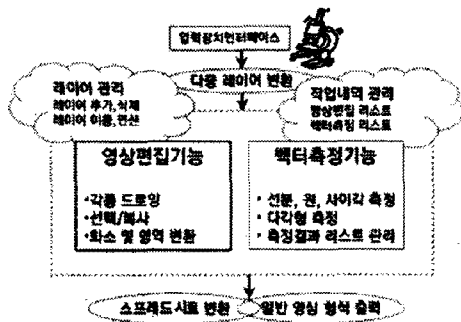 입력장치인터페이스
다중 레이어 변환
레이어 관리
레이어 추가, 삭제
레이어 이동, 연산
작업내역 관리
영상편집 리스트
벡터측정 리스트
영상편집기능
•각종 드로잉
•선택/복사
•화소 및 영역 변환
벡터측정기능
• 선분, 원, 사이각 측정
• 다각형 측정
• 측정결과 리스트 관리
스프레드시트 변환
일반 영상 형식 출력